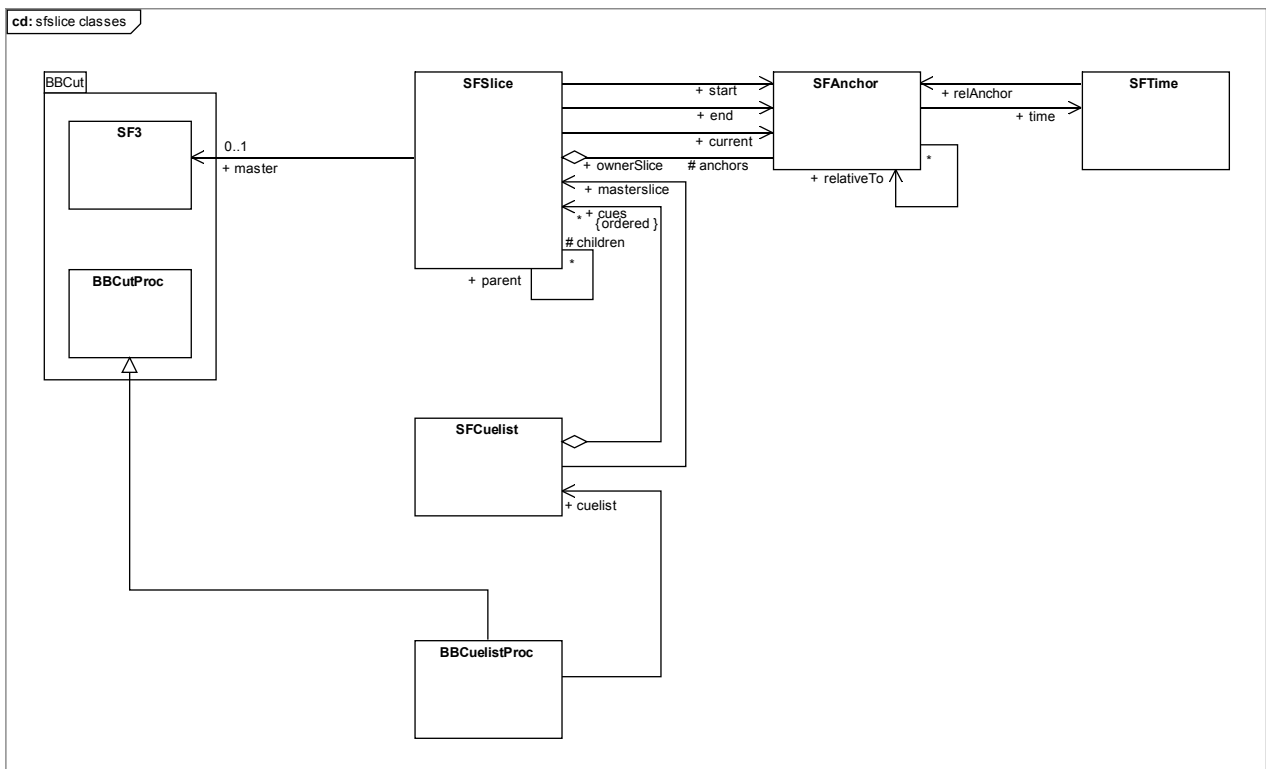 cd: sfslice classes
BBCut
SFSlice
SFAnchor
SFTime
+ start
+ relAnchor
+ end
+ time
SF3
+ current
0..1
+ master
+ ownerSlice
# anchors
*
+ relativeTo
+ masterslice
* + cues
{ordered }
# children
*
BBCutProc
+ parent
SFCuelist
+ cuelist
BBCuelistProc